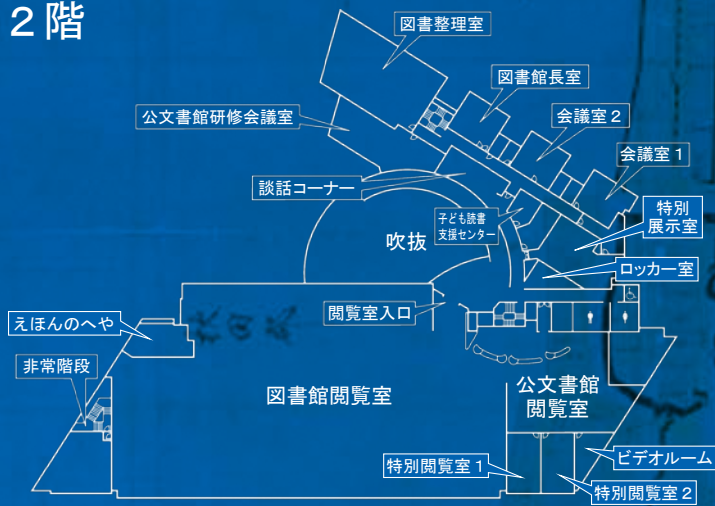 2階
図書整理室
図書館長室
公文書館研修会議室
会議室2
会議室1
談話コーナー
特別
展示室
子ども読書
支援センター
吹抜
ロッカー室
閲覧室入口
えほんのへや
非常階段
図書館閲覧室
公文書館
閲覧室
ビデオルーム
特別閲覧室1
特別閲覧室2